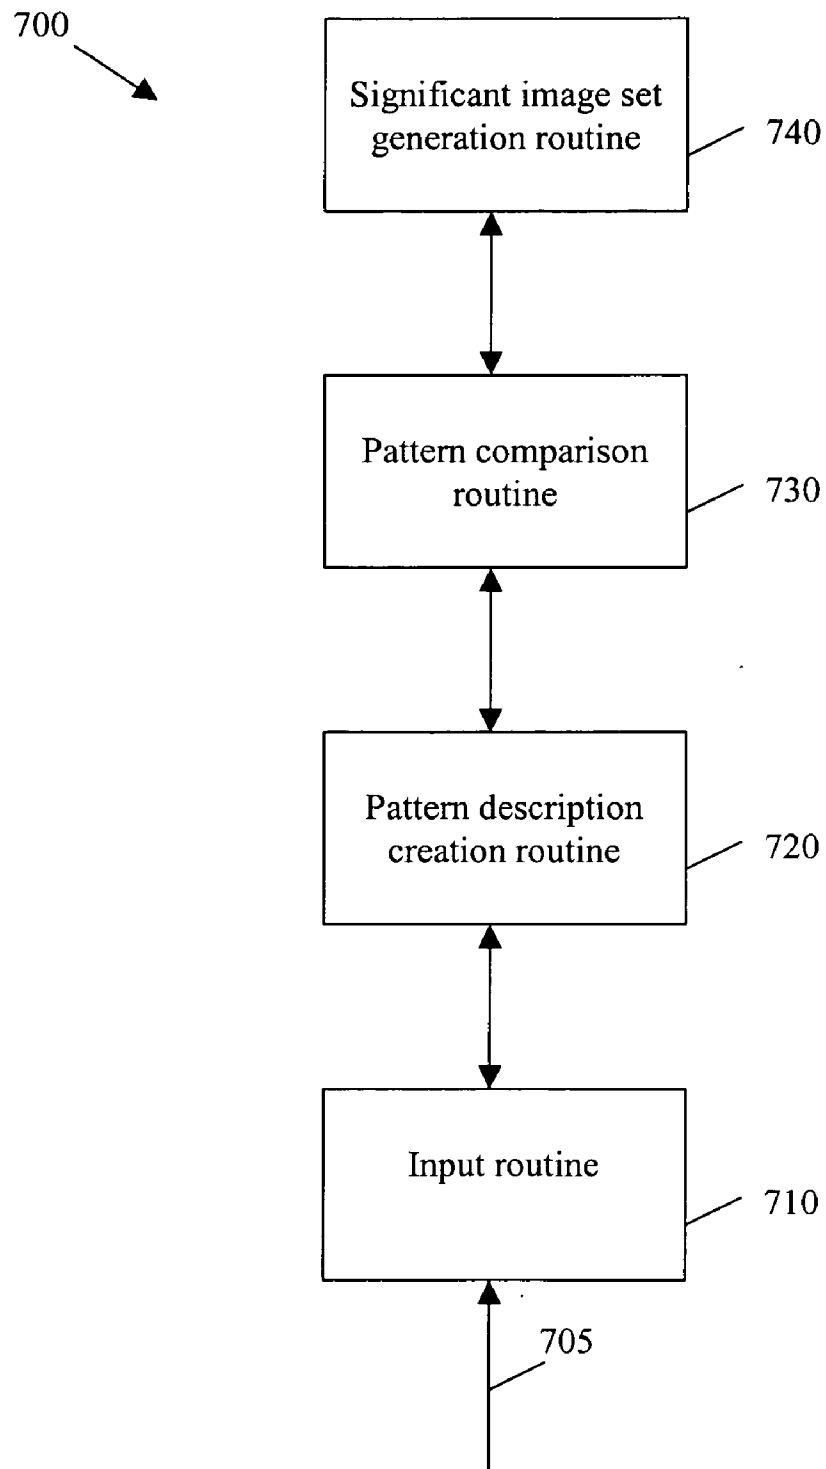 700
Significant image set
generation routine
740
Pattern comparison
routine
730
Pattern description
creation routine
720
Input routine
710
705